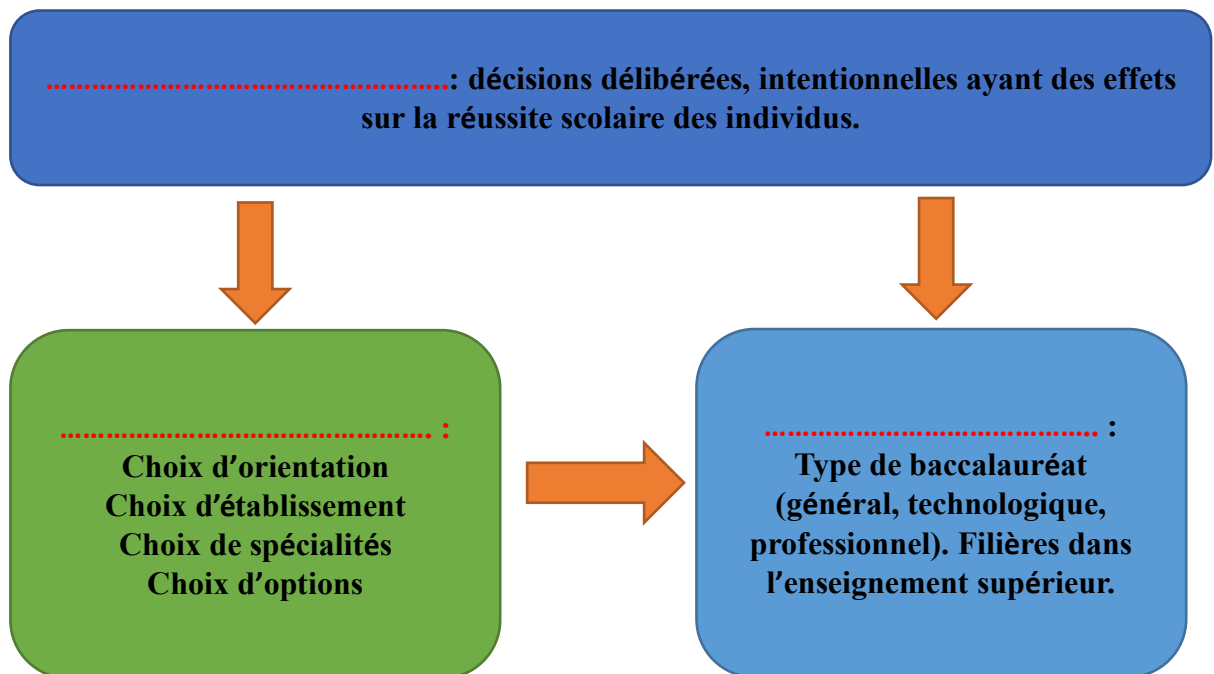 ……………………………………………….: décisions délibérées, intentionnelles ayant des effets
sur la réussite scolaire des individus.
…………………………………………. :
Choix d’orientation
Choix d’établissement
Choix de spécialités
Choix d’options
…………………………………….. :
Type de baccalauréat
(général, technologique,
professionnel). Filières dans
l’enseignement supérieur.